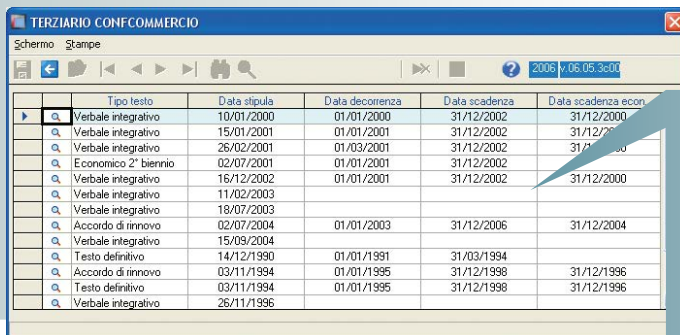 TERZIARIO CONFCOMMERCIO
Schermo Stampe
2006 v.06.05.3c00
Tipo testo Data stipula Data decorrenza Data scadenza Data scadenza econ.
Verbale integrativo 10/01/2000 01/01/2000 31/12/2002 31/12/2000
Verbale integrativo 15/01/2001 01/01/2001 31/12/2002
Verbale integrativo 26/02/2001 01/03/2001 31/12/2002
Economico 2° biennio 02/07/2001 01/01/2001 31/12/2002
Verbale integrativo 16/12/2002 01/01/2001 31/12/2002 31/12/2000
Verbale integrativo 11/02/2003
Verbale integrativo 18/07/2003
Accordo di rinnovo 02/07/2004 01/01/2003 31/12/2006 31/12/2004
Verbale integrativo 15/09/2004
Testo definitivo 14/12/1990 01/01/1991 31/03/1994
Accordo di rinnovo 03/11/1994 01/01/1995 31/12/1998 31/12/1996
Testo definitivo 03/11/1994 01/01/1995 31/12/1998 31/12/1996
Verbale integrativo 26/11/1996